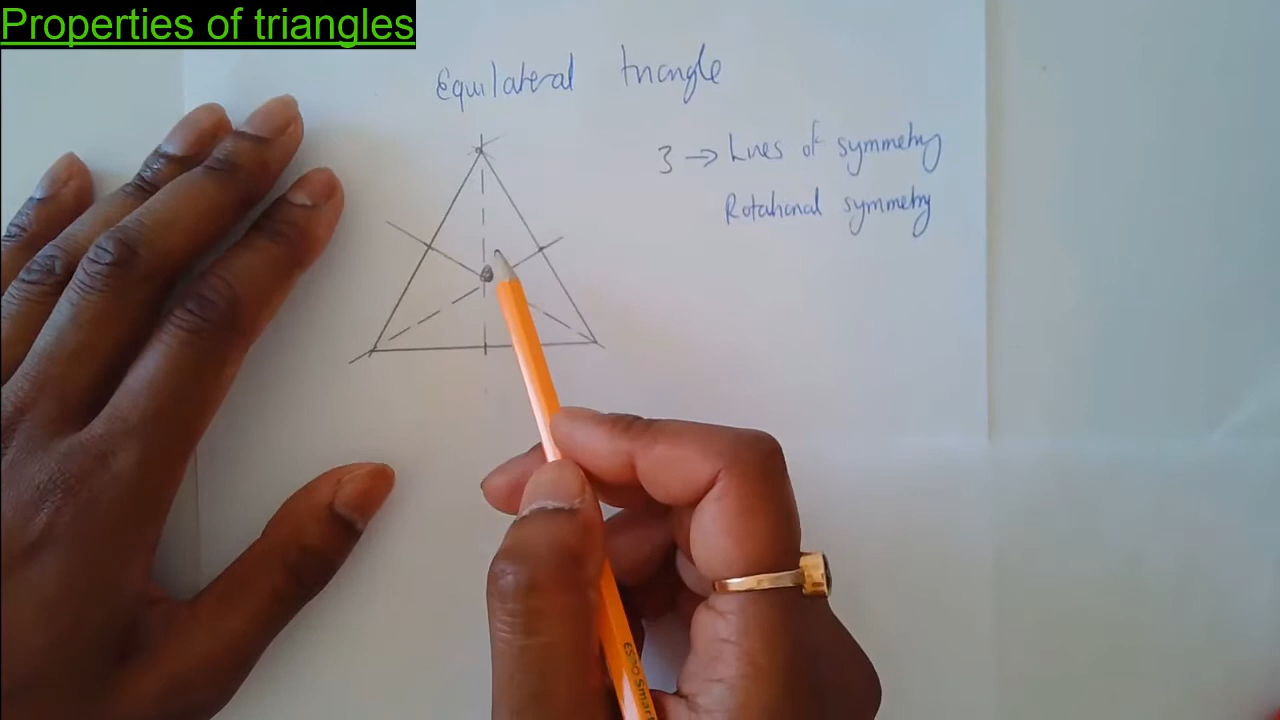 Properties of triangles
Equilateral triangle
3 → Lines of symmetry
Rotational symmetry